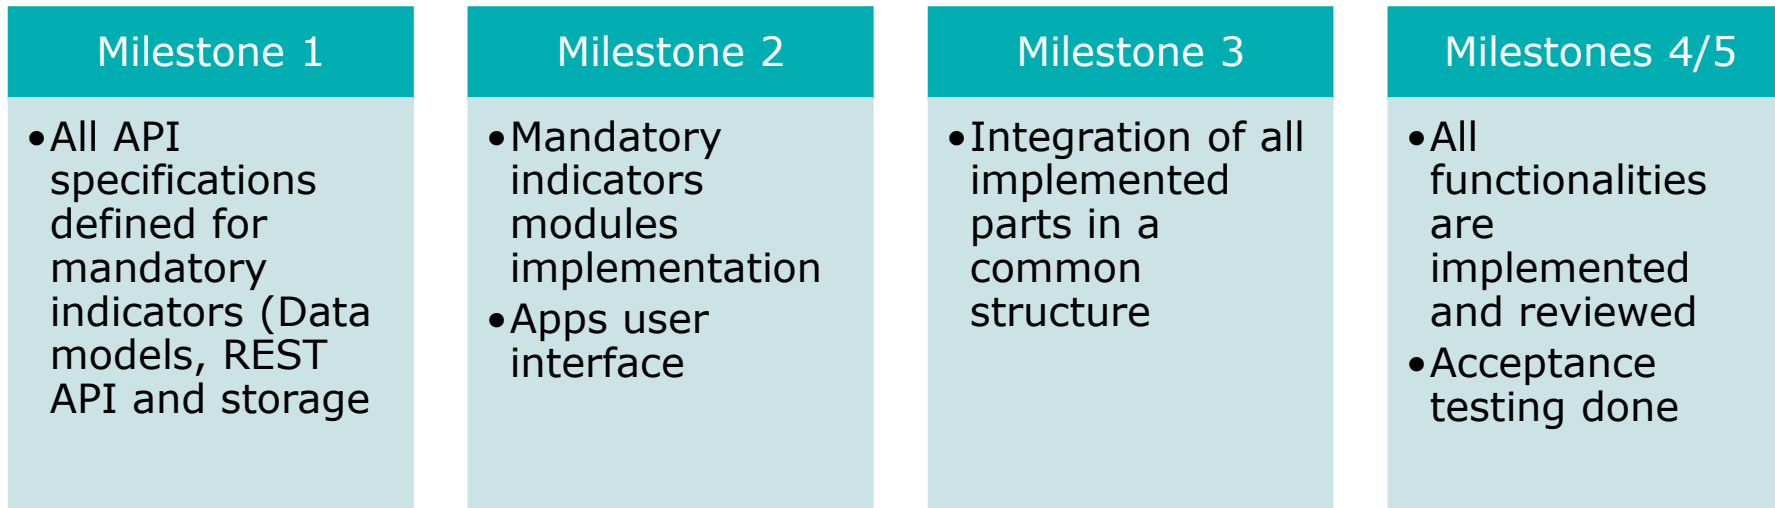 Milestone 1
•All API
specifications
defined for
mandatory
indicators (Data
models, REST
API and storage
Milestone 2
•Mandatory
indicators
modules
implementation
•Apps user
interface
Milestone 3
•Integration of all
implemented
parts in a
common
structure
Milestones 4/5
•All
functionalities
are
implemented
and reviewed
•Acceptance
testing done